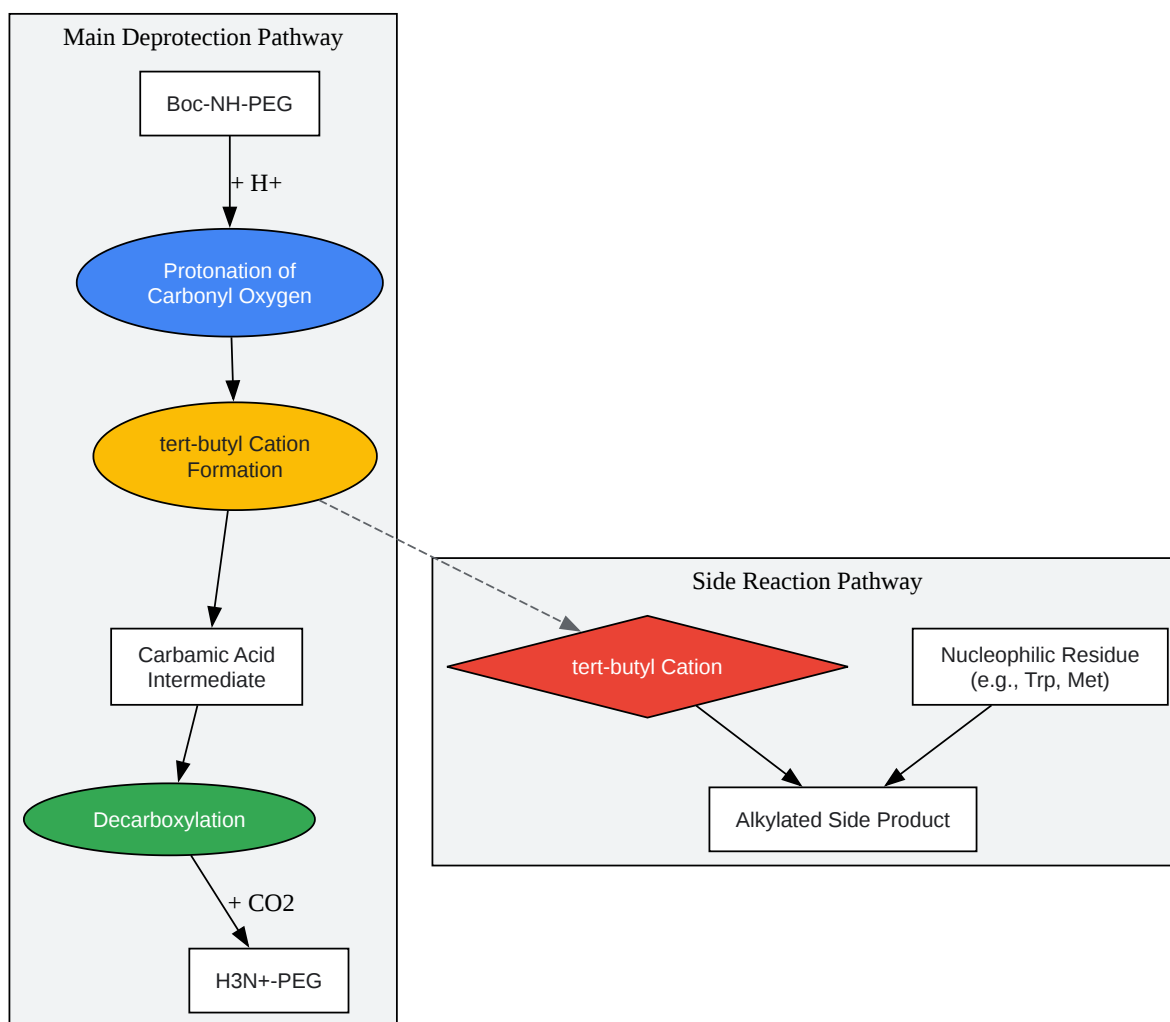 Main Deprotection Pathway
Boc-NH-PEG
+ H+
Protonation of
Carbonyl Oxygen
tert-butyl Cation
Formation
Carbamic Acid
Intermediate
Decarboxylation
+ CO2
H3N+-PEG
Side Reaction Pathway
tert-butyl Cation
Nucleophilic Residue
(e.g., Trp, Met)
Alkylated Side Product